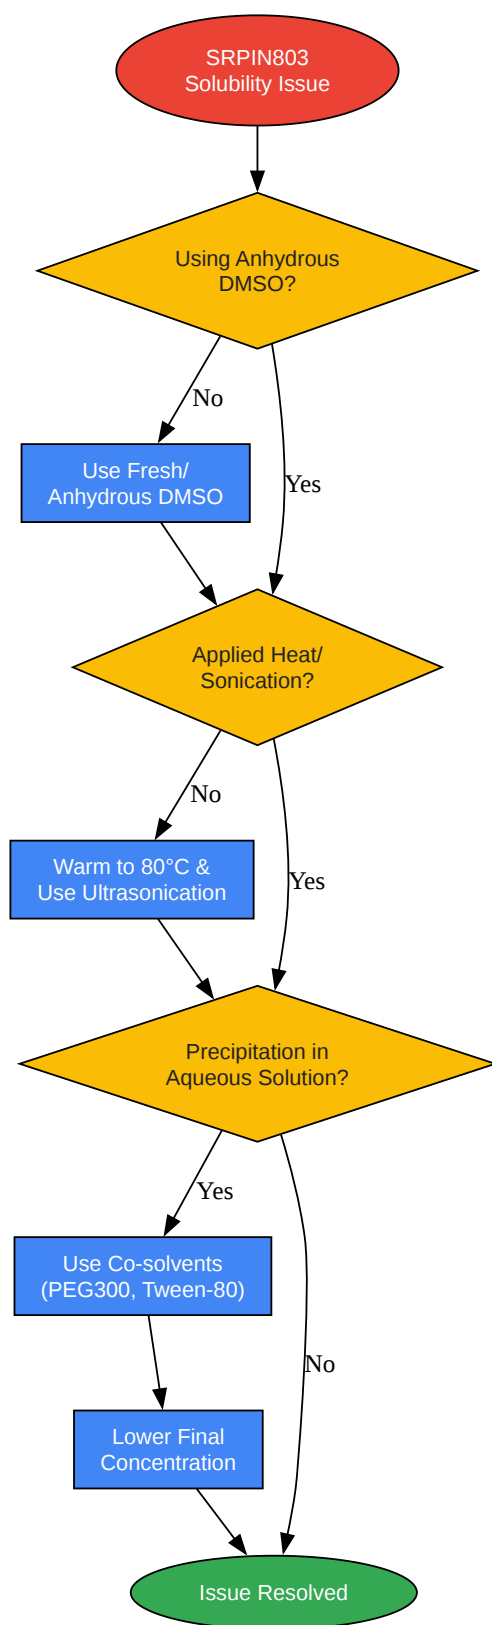 SRPIN803
Solubility Issue
Using Anhydrous
DMSO?
No
Use Fresh/
Anhydrous DMSO
Yes
Applied Heat/
Sonication?
No
Warm to 80°C &
Use Ultrasonication
Yes
Precipitation in
Aqueous Solution?
Yes
Use Co-solvents
(PEG300, Tween-80)
No
Lower Final
Concentration
Issue Resolved